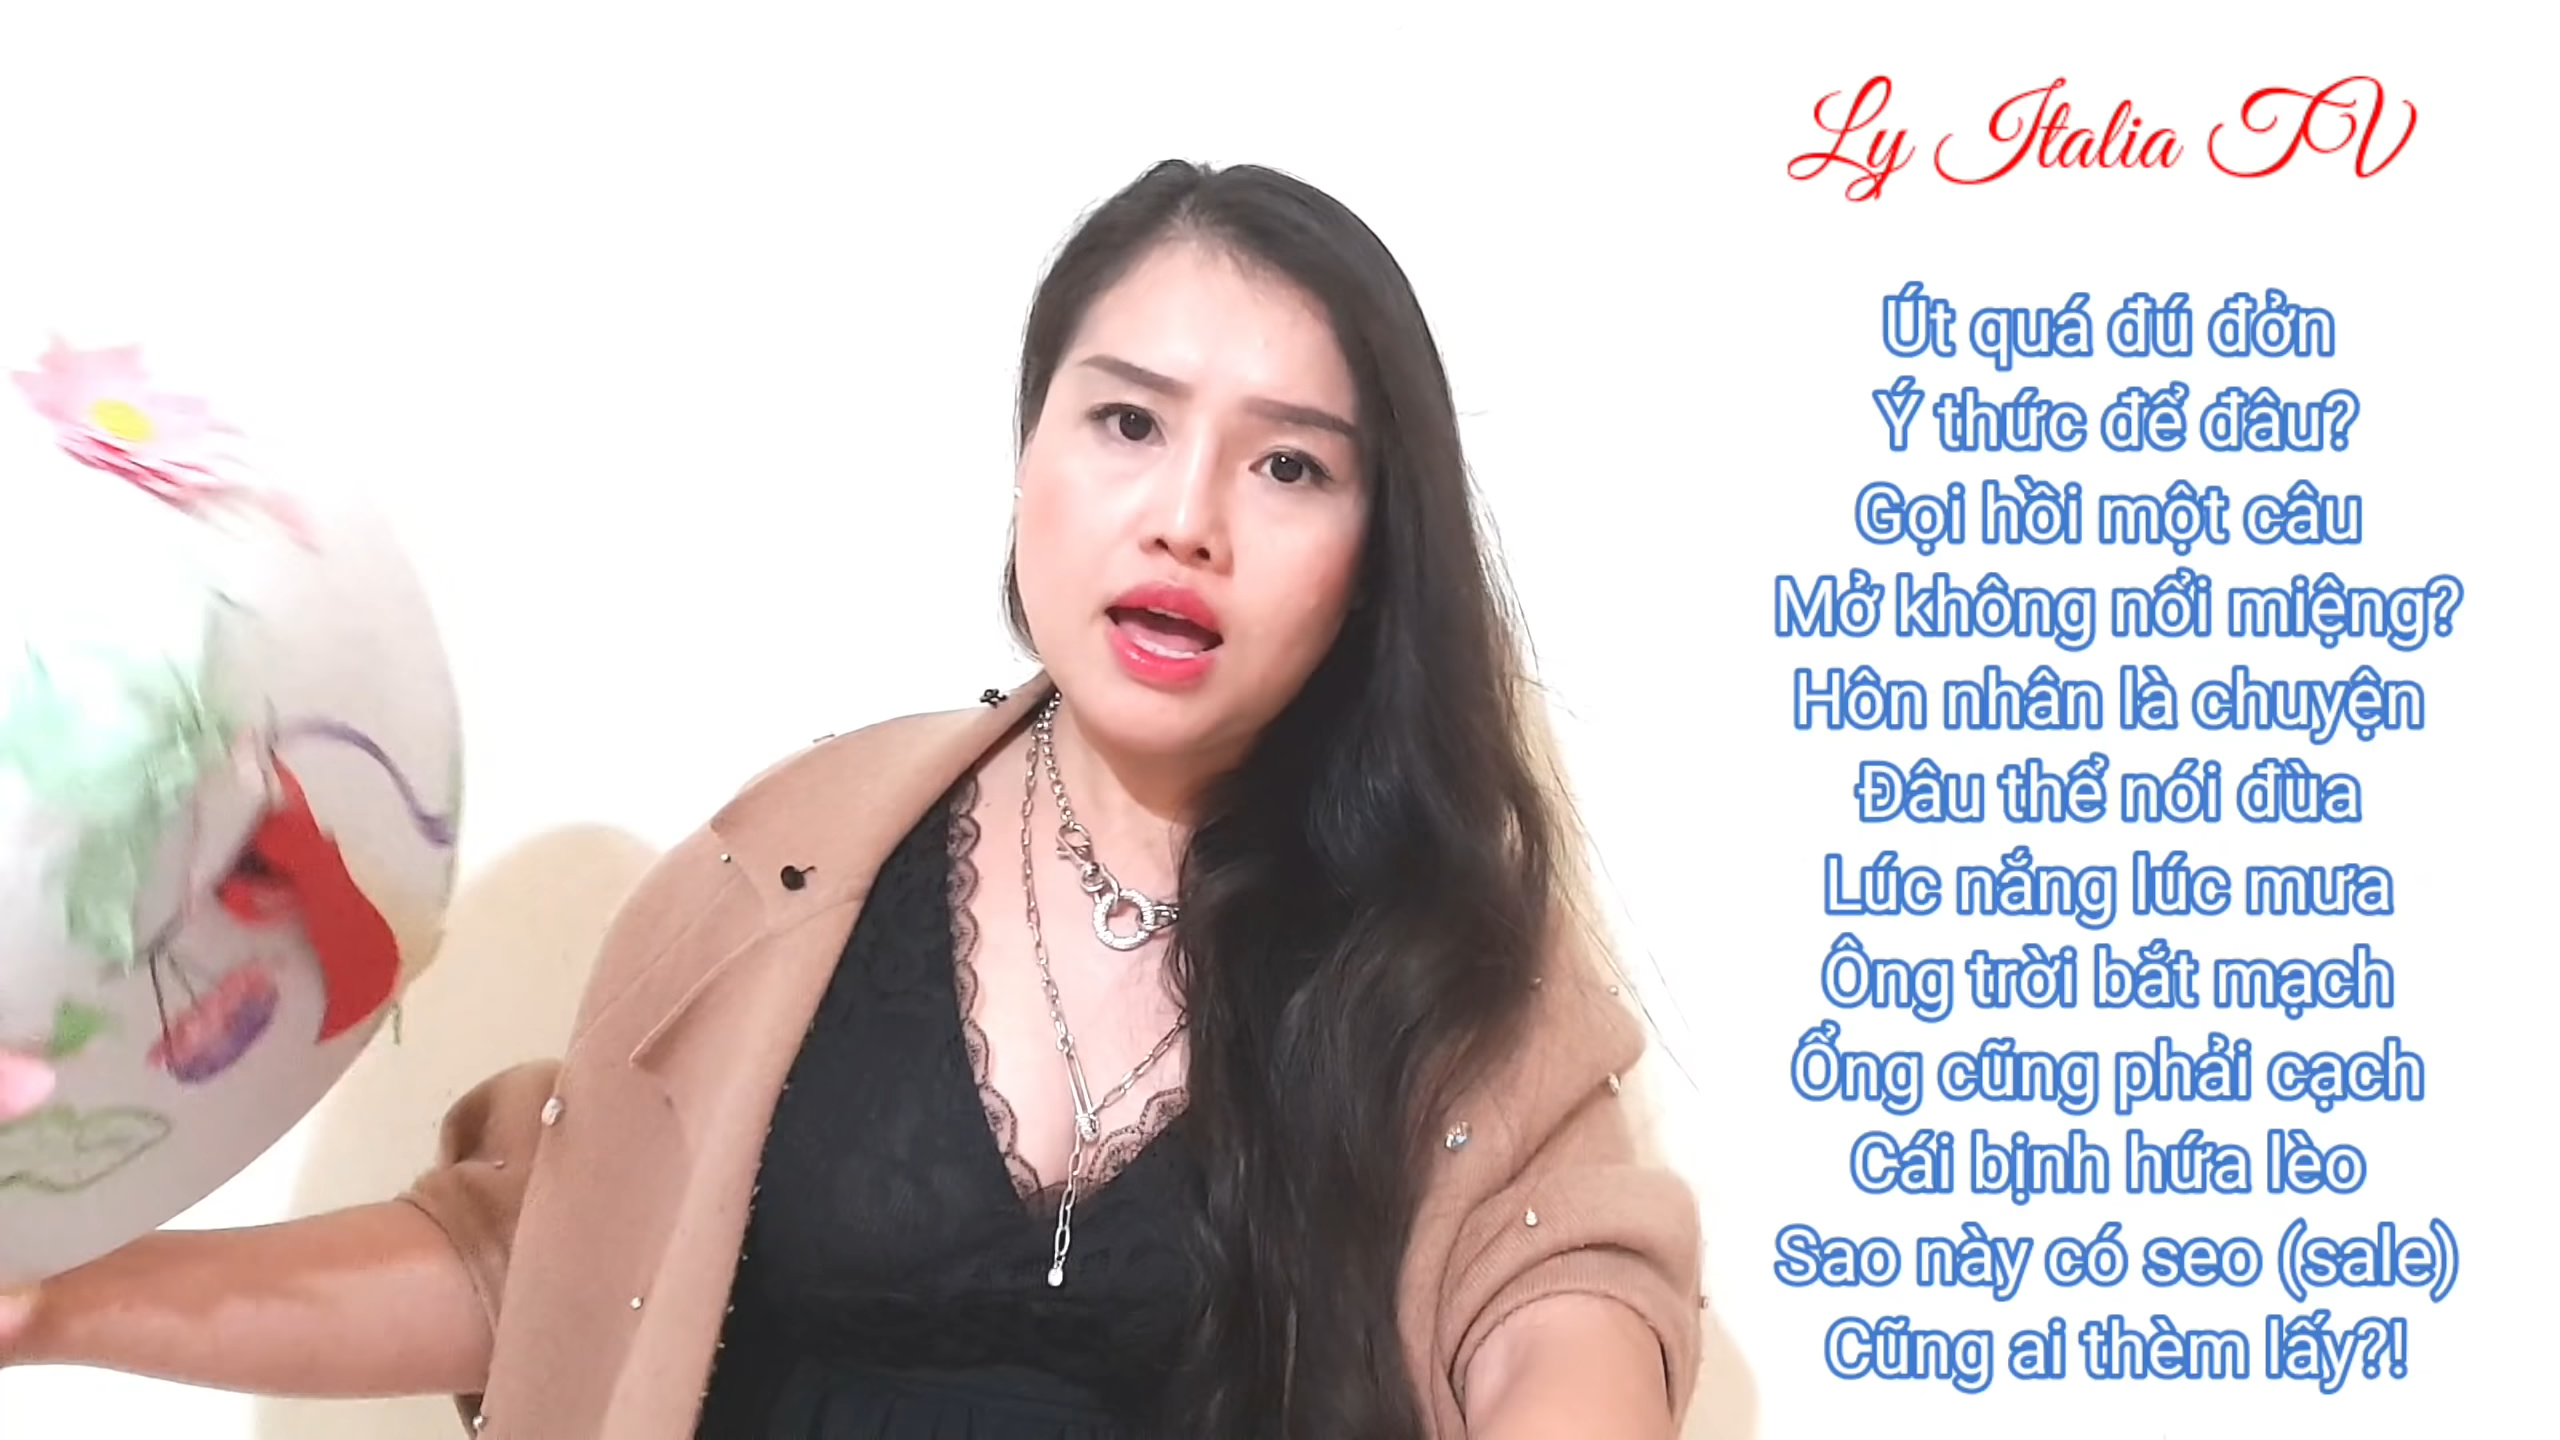 Ly Italia TV
Út quá đú đởn
Ý thức để đâu?
Gọi hồi một câu
Mở không nổi miệng?
Hôn nhân là chuyện
Đâu thể nói đùa
Lúc nắng lúc mưa
Ông trời bắt mạch
Ổng cũng phải cạch
Cái bịnh hứa lèo
Sao này có seo (sale)
Cũng ai thèm lấy?!